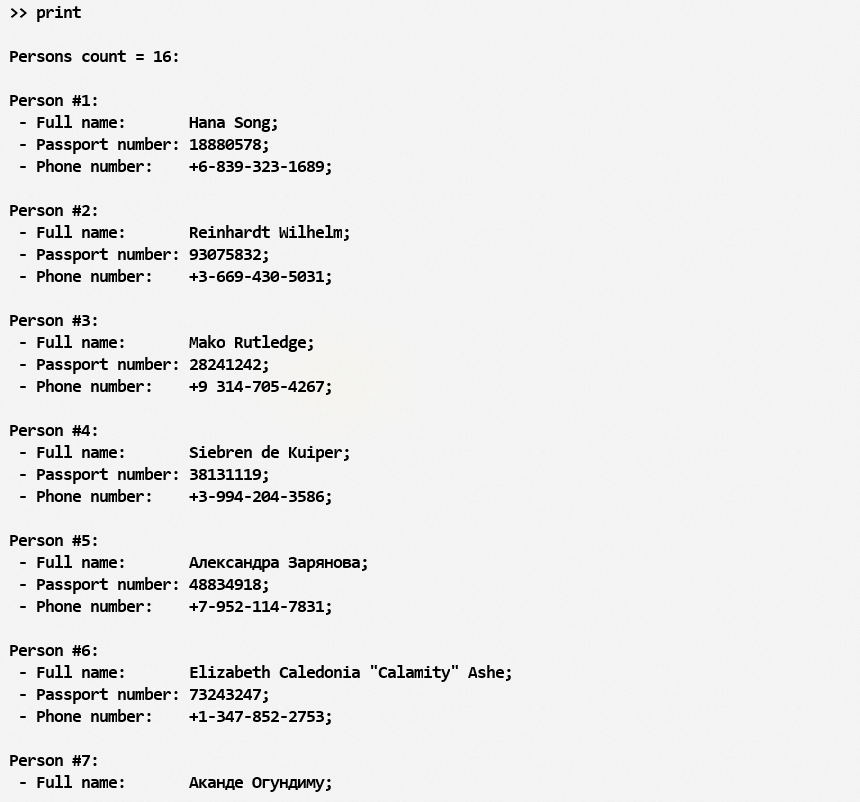 >> print
Persons count = 16:
Person #1:
- Full name: Hana Song;
- Passport number: 18880578;
- Phone number: +6-839-323-1689;
Person #2:
- Full name: Reinhardt Wilhelm;
- Passport number: 93075832;
- Phone number: +3-669-430-5031;
Person #3:
- Full name: Mako Rutledge;
- Passport number: 28241242;
- Phone number: +9 314-705-4267;
Person #4:
- Full name: Siebren de Kuiper;
- Passport number: 38131119;
- Phone number: +3-994-204-3586;
Person #5:
- Full name: Александра Зарянова;
- Passport number: 48834918;
- Phone number: +7-952-114-7831;
Person #6:
- Full name: Elizabeth Caledonia "Calamity" Ashe;
- Passport number: 73243247;
- Phone number: +1-347-852-2753;
Person #7:
- Full name: Аканде Огундиму;